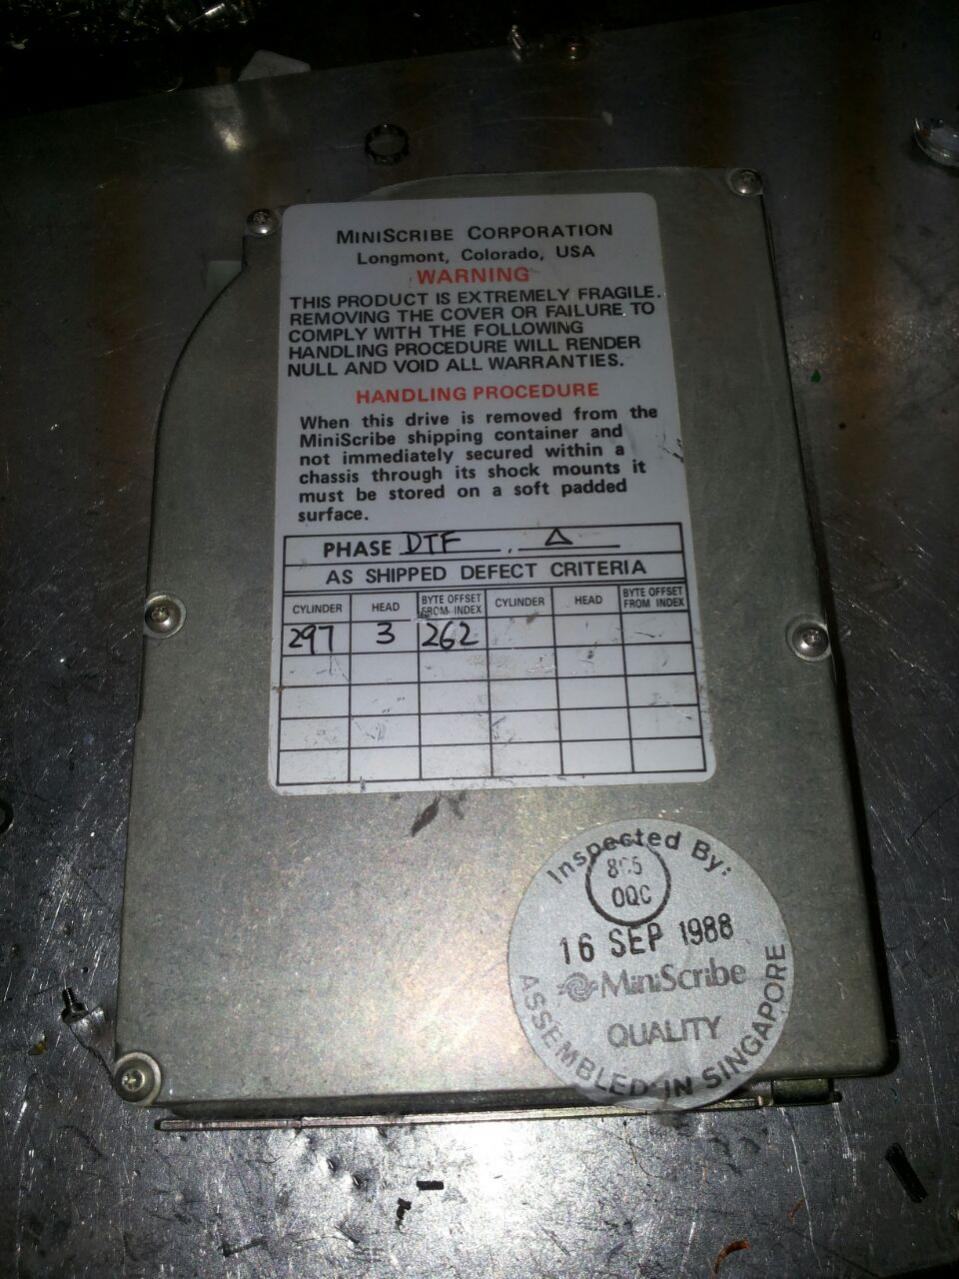 MINISCRIBE CORPORATION
Longmont, Colorado, USA
WARNING
THIS PRODUCT IS EXTREMELY FRAGILE.
REMOVING THE COVER OR FAILURE TO
COMPLY WITH THE FOLLOWING
HANDLING PROCEDURE WILL RENDER
NULL AND VOID ALL WARRANTIES.
HANDLING PROCEDURE
When this drive is removed from the
MiniScribe shipping container and
not immediately secured within a
chassis through its shock mounts it
must be stored on a soft padded
surface.
PHASE DTF , Δ
AS SHIPPED DEFECT CRITERIA
CYLINDER HEAD BYTE OFFSET FROM INDEX CYLINDER HEAD BYTE OFFSET FROM INDEX
297 3 262
Inspected By:
OQC
16 SEP 1988
MiniScribe
QUALITY
ASSEMBLED IN SINGAPORE